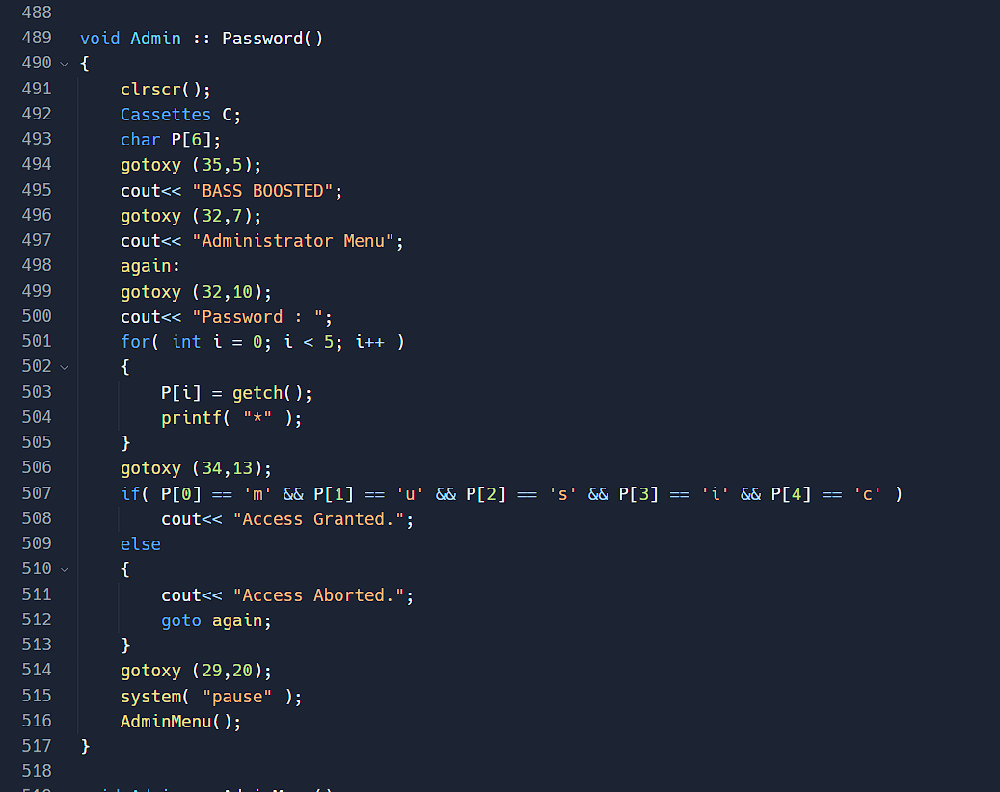 488
489 void Admin :: Password()
490 {
491 clrscr();
492 Cassettes C;
493 char P[6];
494 gotoxy (35,5);
495 cout<< "BASS BOOSTED";
496 gotoxy (32,7);
497 cout<< "Administrator Menu";
498 again:
499 gotoxy (32,10);
500 cout<< "Password : ";
501 for( int i = 0; i < 5; i++ )
502 {
503 P[i] = getch();
504 printf( "*" );
505 }
506 gotoxy (34,13);
507 if( P[0] == 'm' && P[1] == 'u' && P[2] == 's' && P[3] == 'i' && P[4] == 'c' )
508 cout<< "Access Granted.";
509 else
510 {
511 cout<< "Access Aborted.";
512 goto again;
513 }
514 gotoxy (29,20);
515 system( "pause" );
516 AdminMenu();
517 }
518